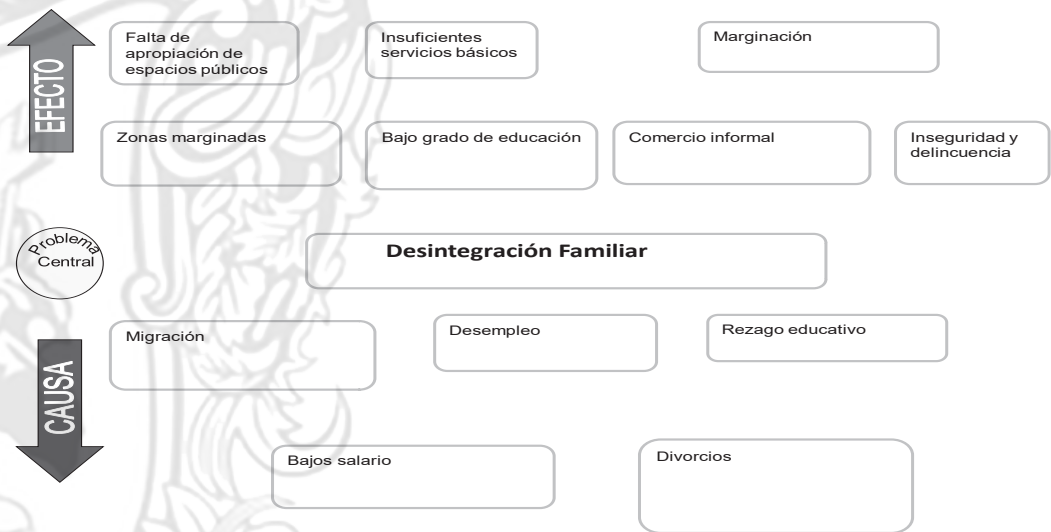 EFECTO
Falta de
apropiación de
espacios públicos
Insuficientes
servicios básicos
Marginación
Zonas marginadas
Bajo grado de educación
Comercio informal
Inseguridad y
delincuencia
Problema
Central
Desintegración Familiar
CAUSA
Migración
Desempleo
Rezago educativo
Bajos salario
Divorcios